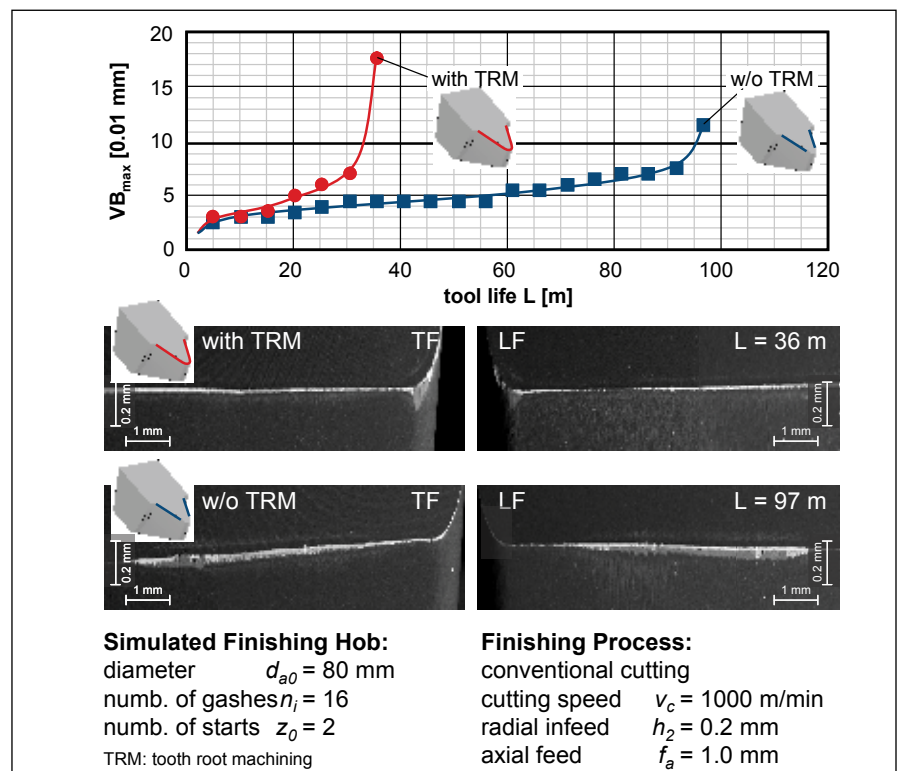 20
15
10
5
0
VBmax [0.01 mm]
with TRM
w/o TRM
0 20 40 60 80 100 120
tool life L [m]
with TRM TF
0.2 mm
1 mm
LF L = 36 m
0.2 mm
1 mm
w/o TRM TF
0.2 mm
1 mm
LF L = 97 m
0.2 mm
1 mm
Simulated Finishing Hob:
diameter da0 = 80 mm
numb. of gashes ni = 16
numb. of starts z0 = 2
TRM: tooth root machining
Finishing Process:
conventional cutting
cutting speed vc = 1000 m/min
radial infeed h2 = 0.2 mm
axial feed fa = 1.0 mm